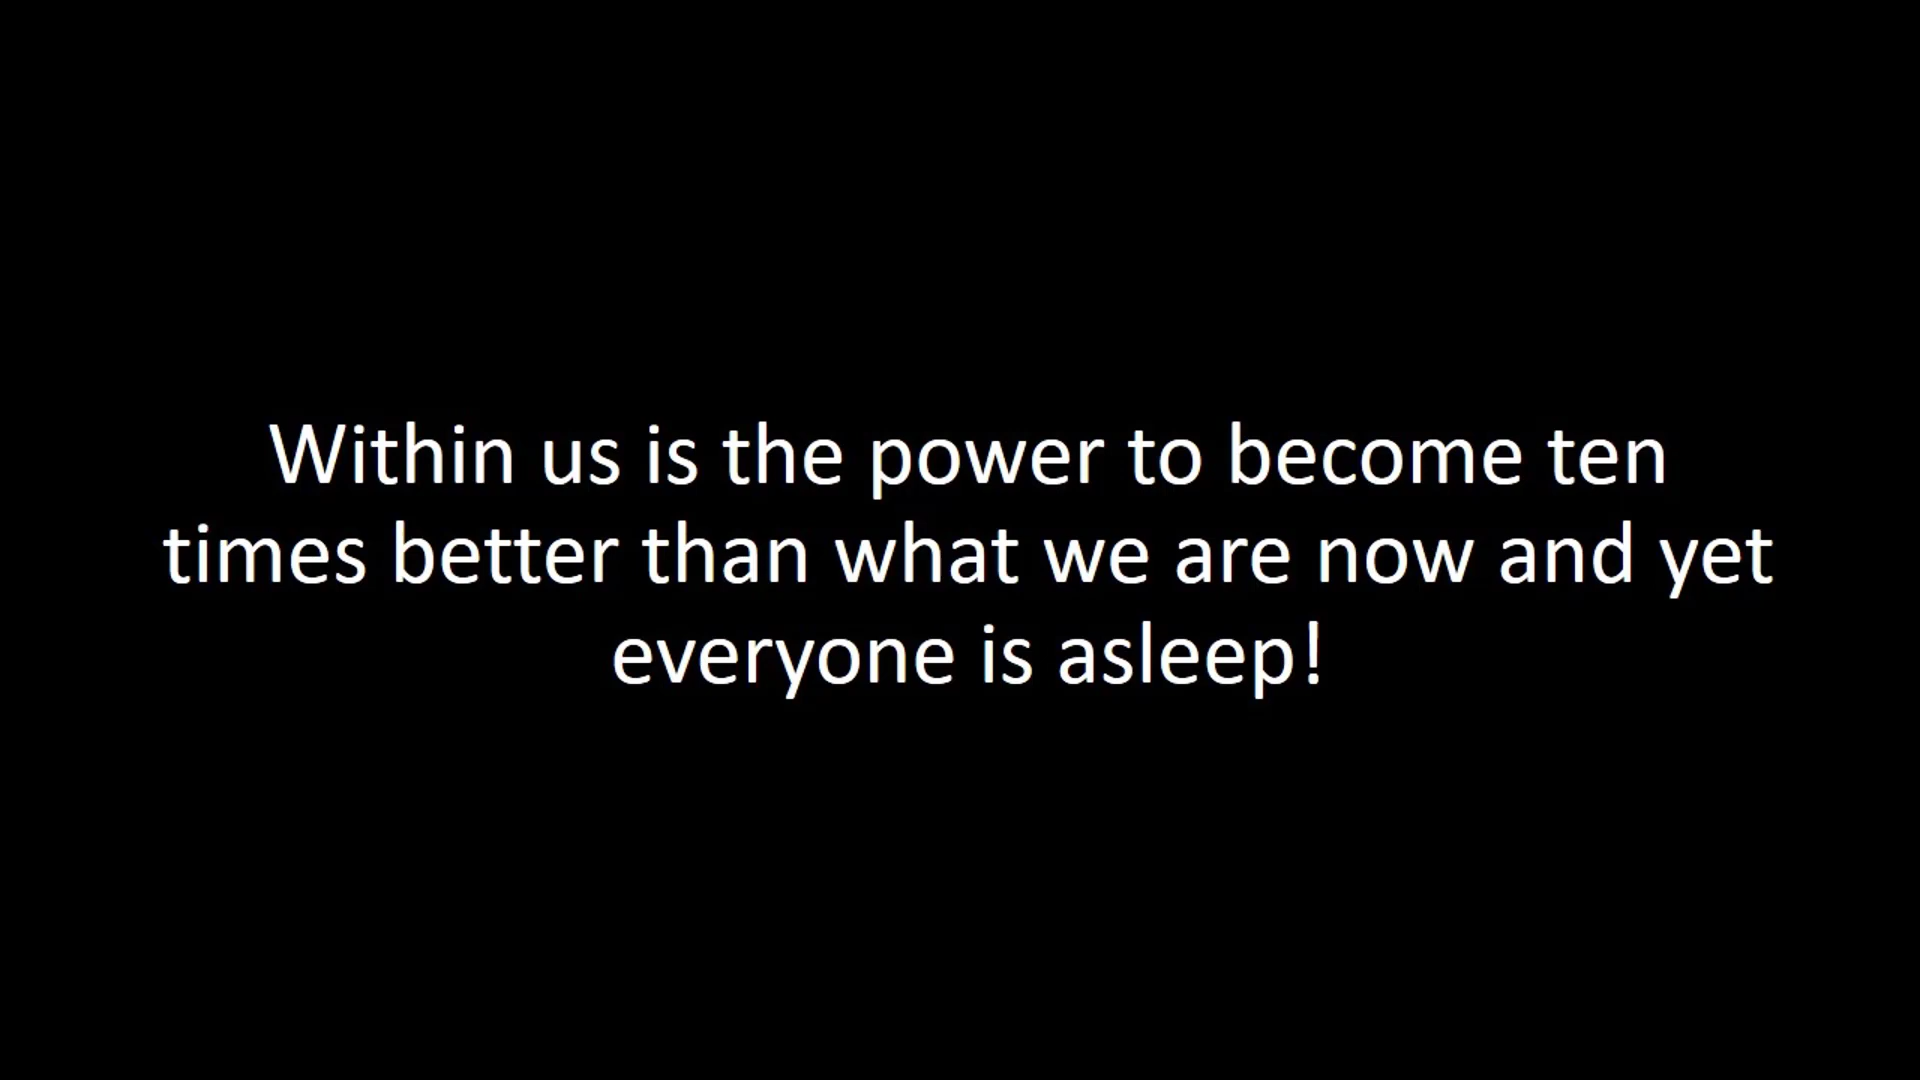 Within us is the power to become ten
times better than what we are now and yet
everyone is asleep!